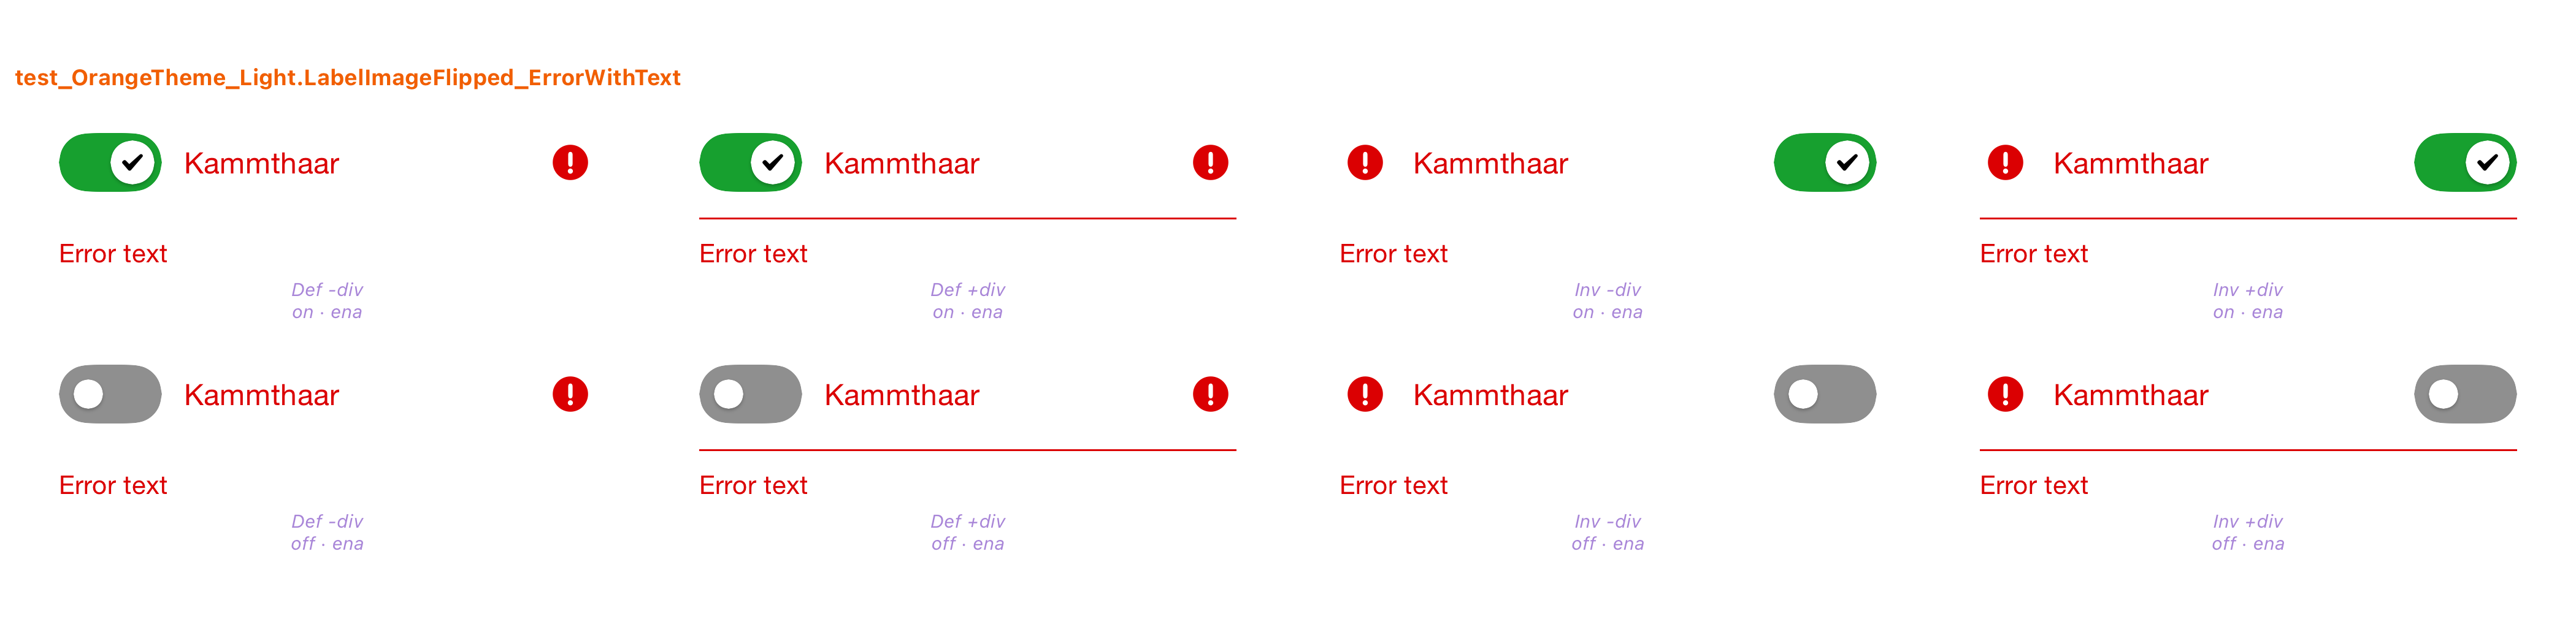 test_OrangeTheme_Light.LabelImageFlipped_ErrorWithText
Kammthaar
Kammthaar
Kammthaar
Kammthaar
Error text
Error text
Error text
Error text
Def -div
on · ena
Def +div
on · ena
Inv -div
on · ena
Inv +div
on · ena
Kammthaar
Kammthaar
Kammthaar
Kammthaar
Error text
Error text
Error text
Error text
Def -div
off · ena
Def +div
off · ena
Inv -div
off · ena
Inv +div
off · ena